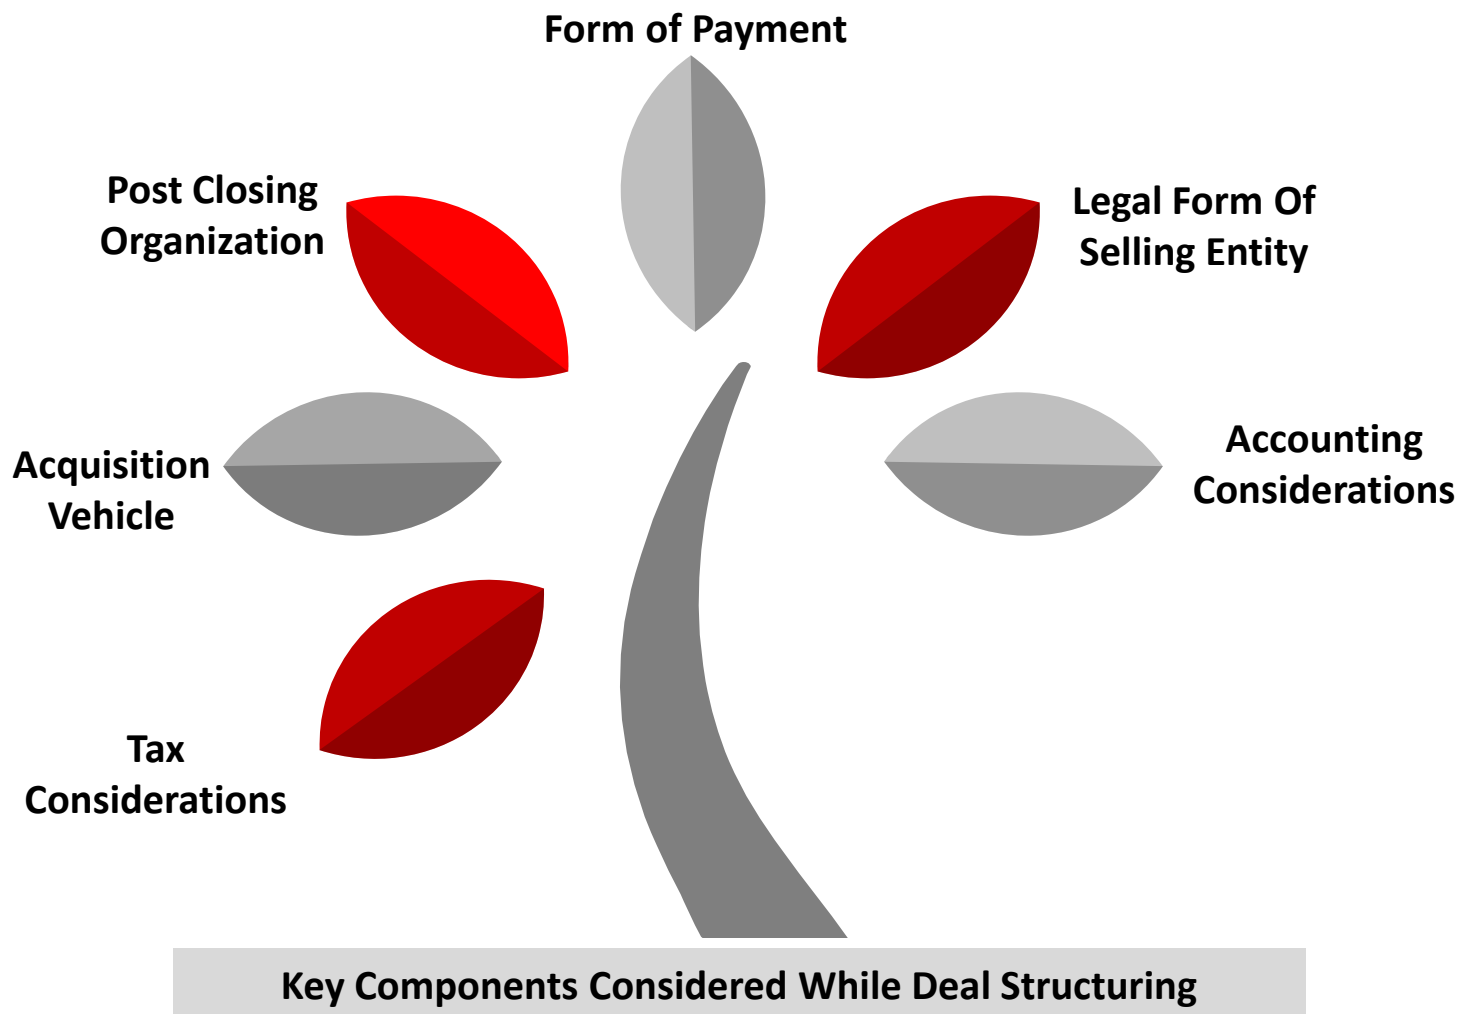 Form of Payment
Post Closing
Organization
Legal Form Of
Selling Entity
Acquisition
Vehicle
Accounting
Considerations
Tax
Considerations
Key Components Considered While Deal Structuring